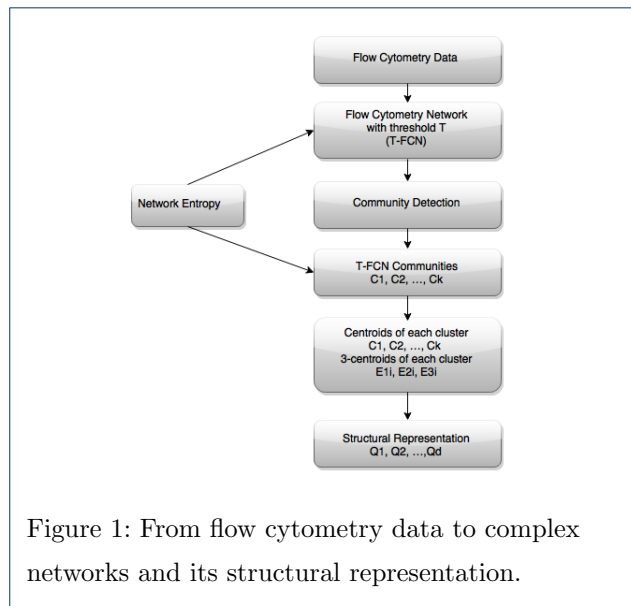 Flow Cytometry Data
Flow Cytometry Network
with threshold T
(T-FCN)
Network Entropy
Community Detection
T-FCN Communities
C1, C2, ..., Ck
Centroids of each cluster
C1, C2, ..., Ck
3-centroids of each cluster
E1i, E2i, E3i
Structural Representation
Q1, Q2, ...,Qd
Figure 1: From flow cytometry data to complex
networks and its structural representation.